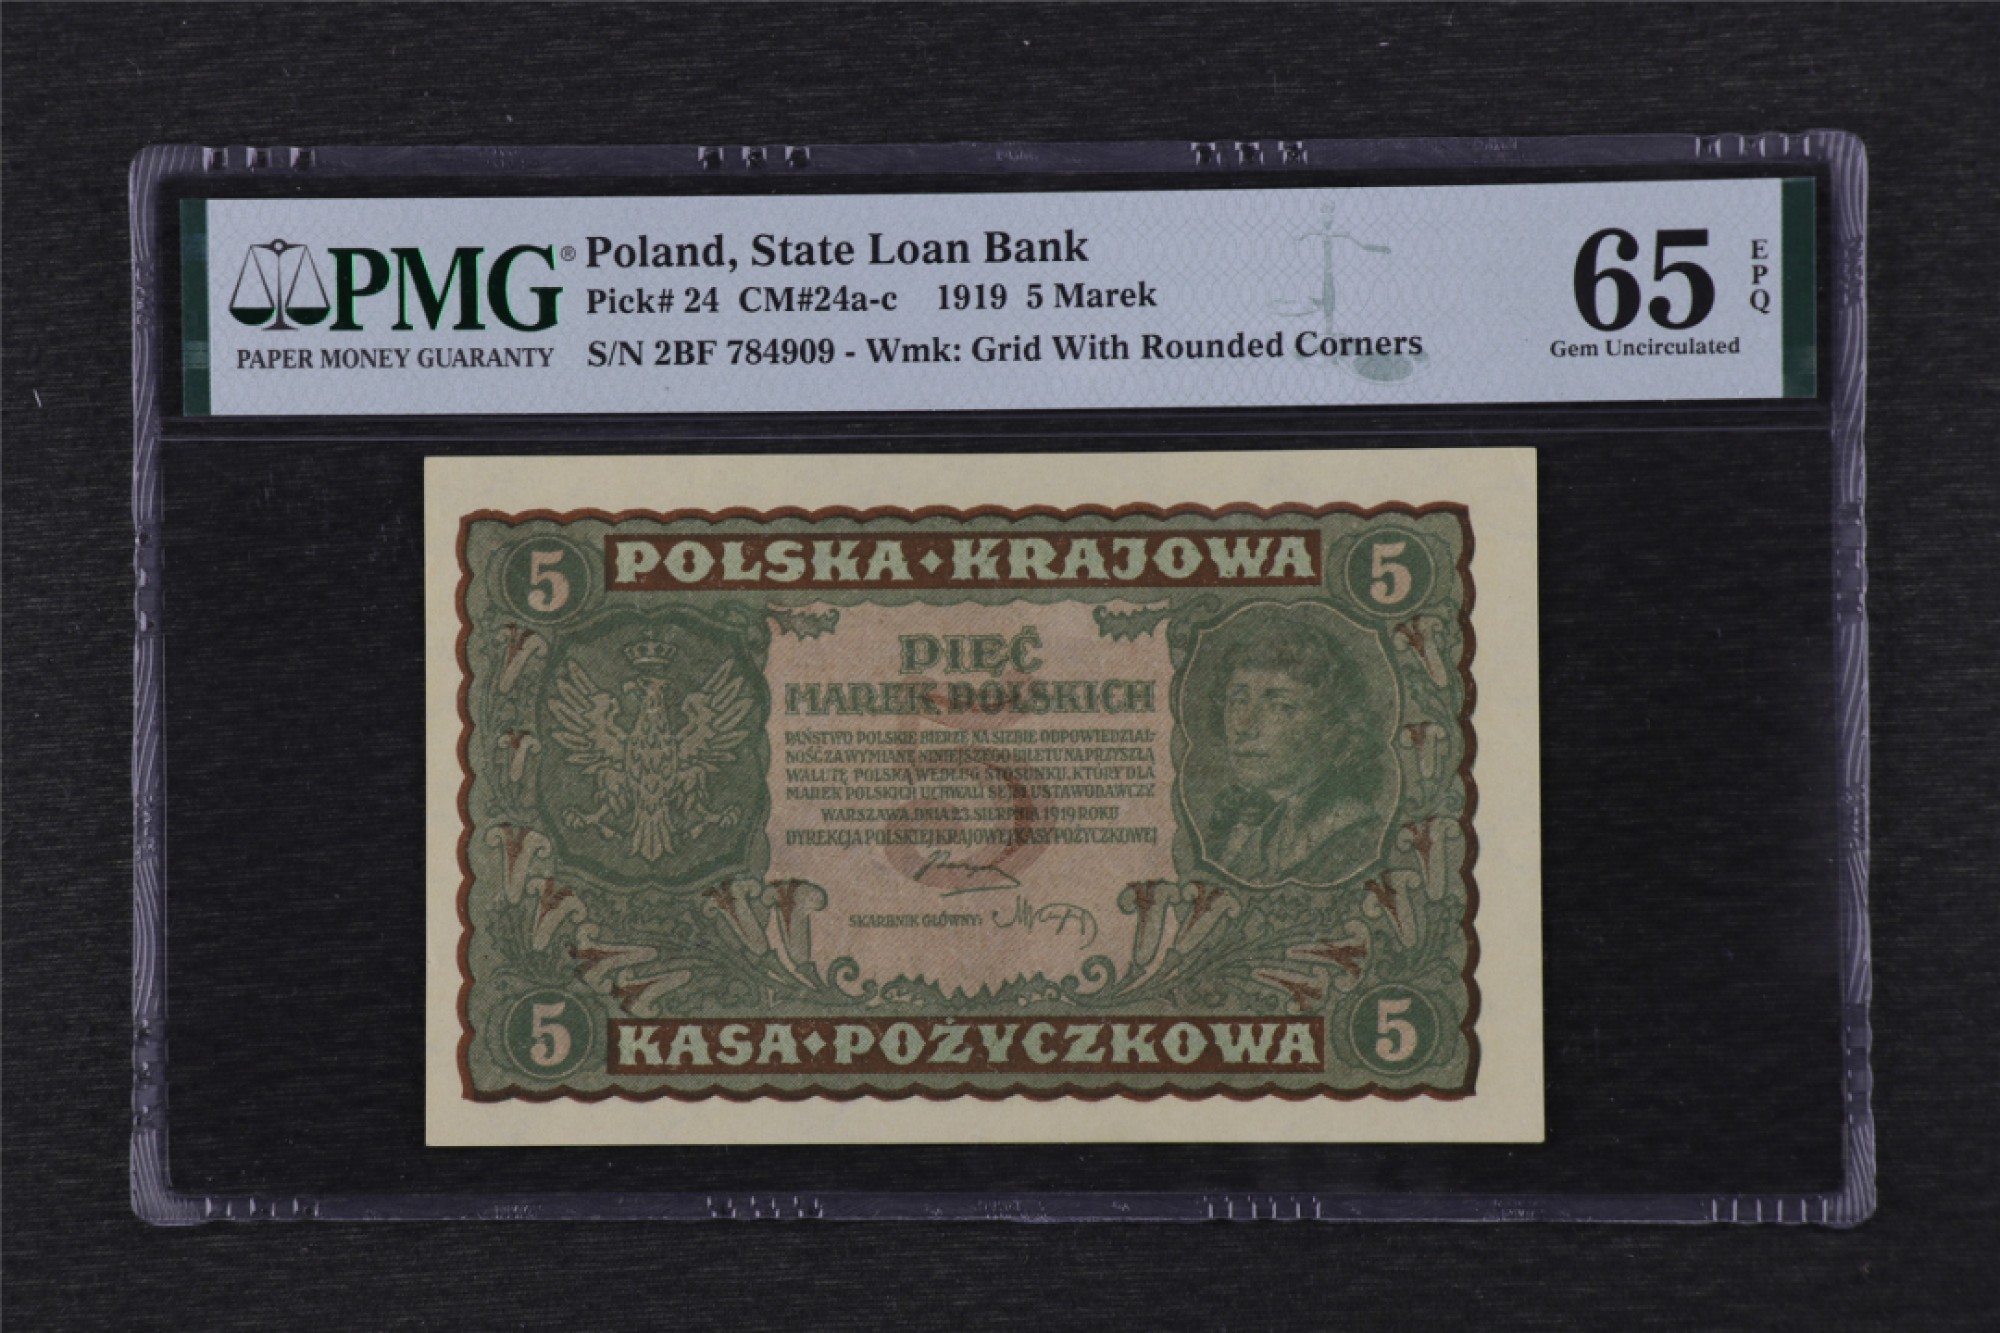 PMG®
PAPER MONEY GUARANTY
Poland, State Loan Bank
Pick# 24 CM#24a-c 1919 5 Marek
S/N 2BF 784909 - Wmk: Grid With Rounded Corners
65 EPQ
Gem Uncirculated
5 POLSKA ⬥ KRAJOWA 5
PIĘĆ
MAREK POLSKICH
PAŃSTWO POLSKIE BIERZE NA SIEBIE ODPOWIEDZIAL-
NOŚĆ ZA WYMIANĘ NINIEJSZEGO BILETU NA PRZYSZŁĄ
WALUTĘ POLSKĄ WEDŁUG STOSUNKU, KTÓRY DLA
MAREK POLSKICH UCHWALI SEJM USTAWODAWCZY.
WARSZAWA, DNIA 23. SIERPNIA 1919 ROKU
DYREKCJA POLSKIEJ KRAJOWEJ KASY POŻYCZKOWEJ
5
SKARBNIK GŁÓWNY:
5 KASA ⬥ POŻYCZKOWA 5